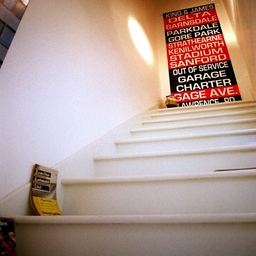 KING & JAMES
DELTA
BARNSDALE
PARKDALE
GORE PARK
STRATHEARNE
KENILWORTH
STADIUM
SANFORD
OUT OF SERVICE
GARAGE
CHARTER
GAGE AVE.
LAWRENCE RD.